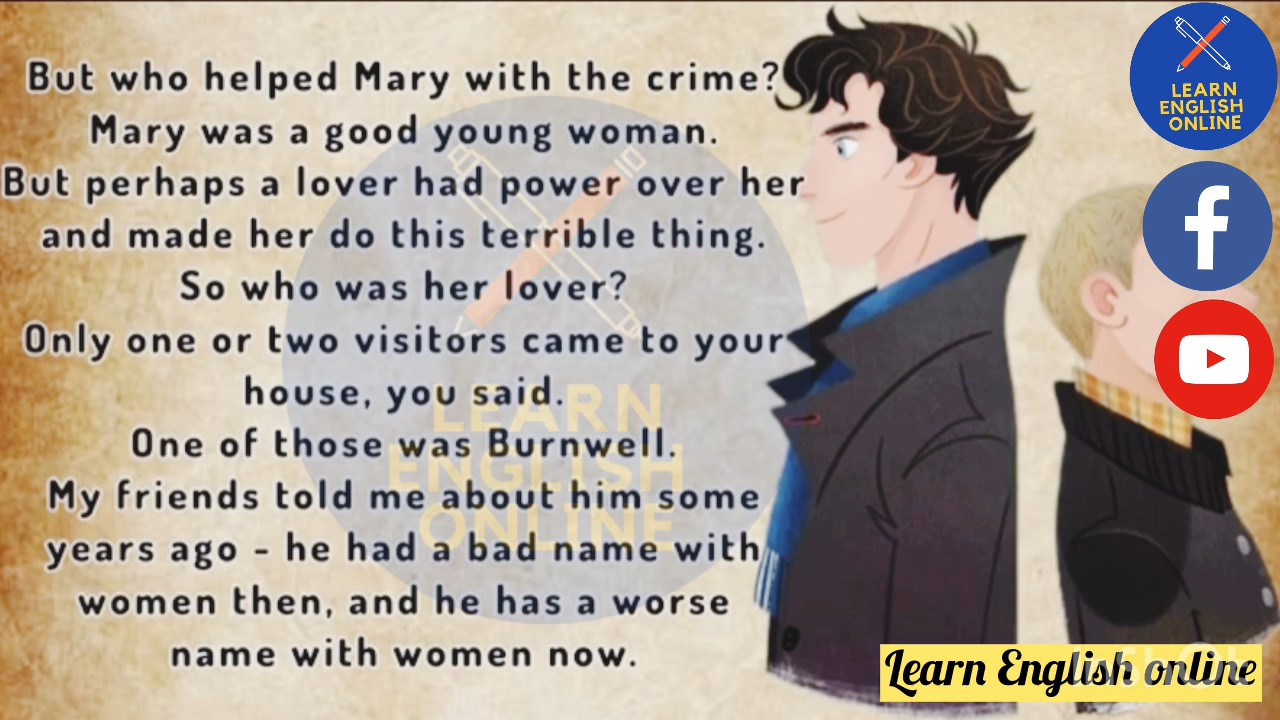 But who helped Mary with the crime?
Mary was a good young woman.
But perhaps a lover had power over her
and made her do this terrible thing.
So who was her lover?
Only one or two visitors came to your
house, you said.
One of those was Burnwell.
My friends told me about him some
years ago - he had a bad name with
women then, and he has a worse
name with women now.
LEARN
ENGLISH
ONLINE
LEARN
ENGLISH
ONLINE
f
Learn English online